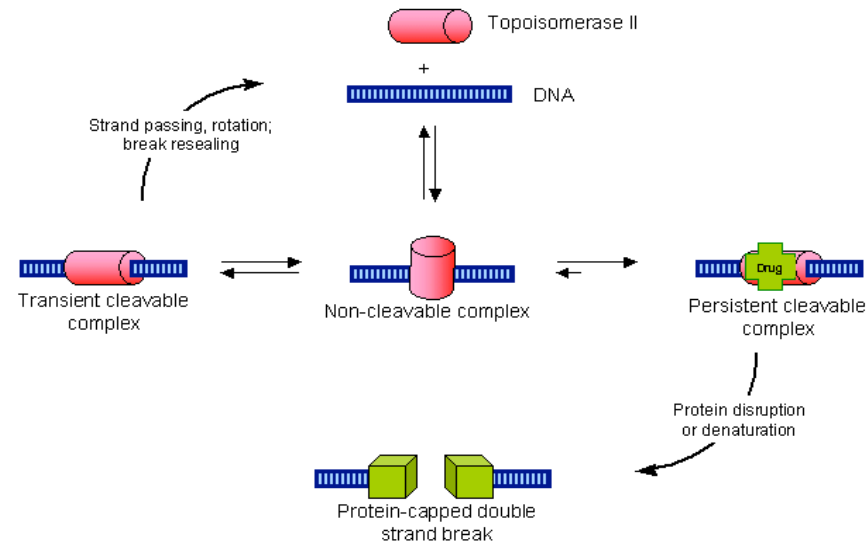 Topoisomerase II
+
DNA
Strand passing, rotation;
break resealing
Transient cleavable
complex
Non-cleavable complex
Drug
Persistent cleavable
complex
Protein disruption
or denaturation
Protein-capped double
strand break